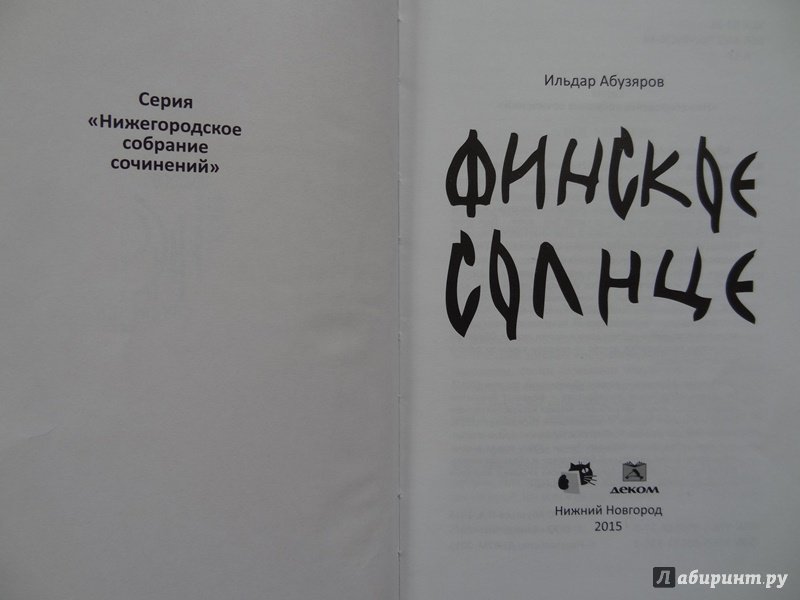 Серия
«Нижегородское
собрание
сочинений»
Ильдар Абузяров
ФИНСКОЕ
СОЛНЦЕ
ДЕКОМ
Нижний Новгород
2015
Лабиринт.ру